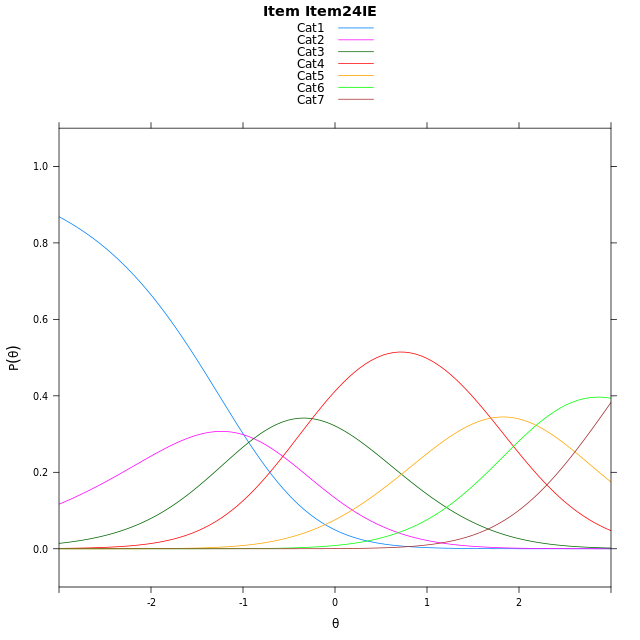 Item Item24IE
Cat1
Cat2
Cat3
Cat4
Cat5
Cat6
Cat7
1.0
0.8
0.6
0.4
0.2
0.0
P(θ)
-2 -1 0 1 2
θ